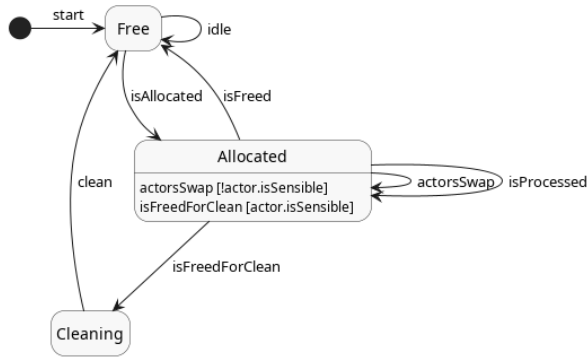 start
Free
idle
isAllocated
isFreed
Allocated
actorsSwap [!actor.isSensible]
isFreedForClean [actor.isSensible]
actorsSwap
isProcessed
clean
isFreedForClean
Cleaning